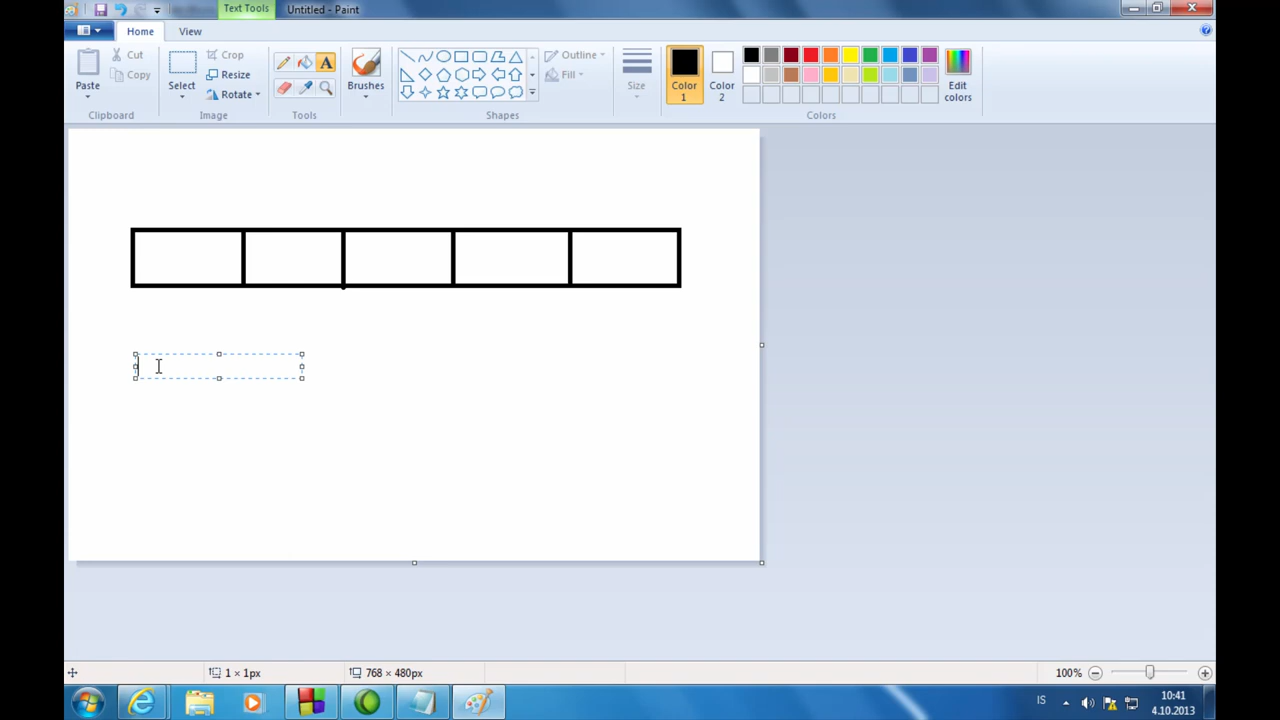 Text Tools
Untitled - Paint
Home
View
Paste
Cut
Copy
Clipboard
Select
Crop
Resize
Rotate
Image
A
Tools
Brushes
Outline
Fill
Shapes
Size
Color
1
Color
2
Edit
colors
Colors
1 × 1px
768 × 480px
100%
IS
10:41
4.10.2013